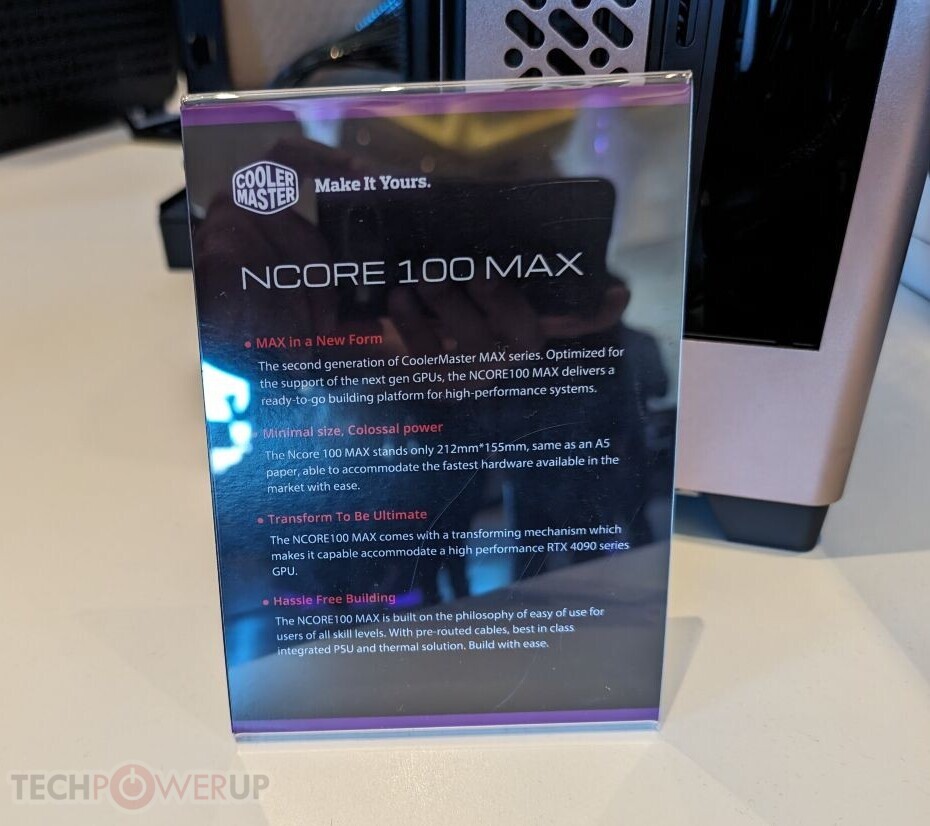 COOLER
MASTER
Make It Yours.
NCORE 100 MAX
• MAX in a New Form
The second generation of CoolerMaster MAX series. Optimized for
the support of the next gen GPUs, the NCORE100 MAX delivers a
ready-to-go building platform for high-performance systems.
• Minimal size, Colossal power
The Ncore 100 MAX stands only 212mm*155mm, same as an A5
paper, able to accommodate the fastest hardware available in the
market with ease.
• Transform To Be Ultimate
The NCORE100 MAX comes with a transforming mechanism which
makes it capable accommodate a high performance RTX 4090 series
GPU.
• Hassle Free Building
The NCORE100 MAX is built on the philosophy of easy of use for
users of all skill levels. With pre-routed cables, best in class
integrated PSU and thermal solution. Build with ease.
TECHPOWERUP